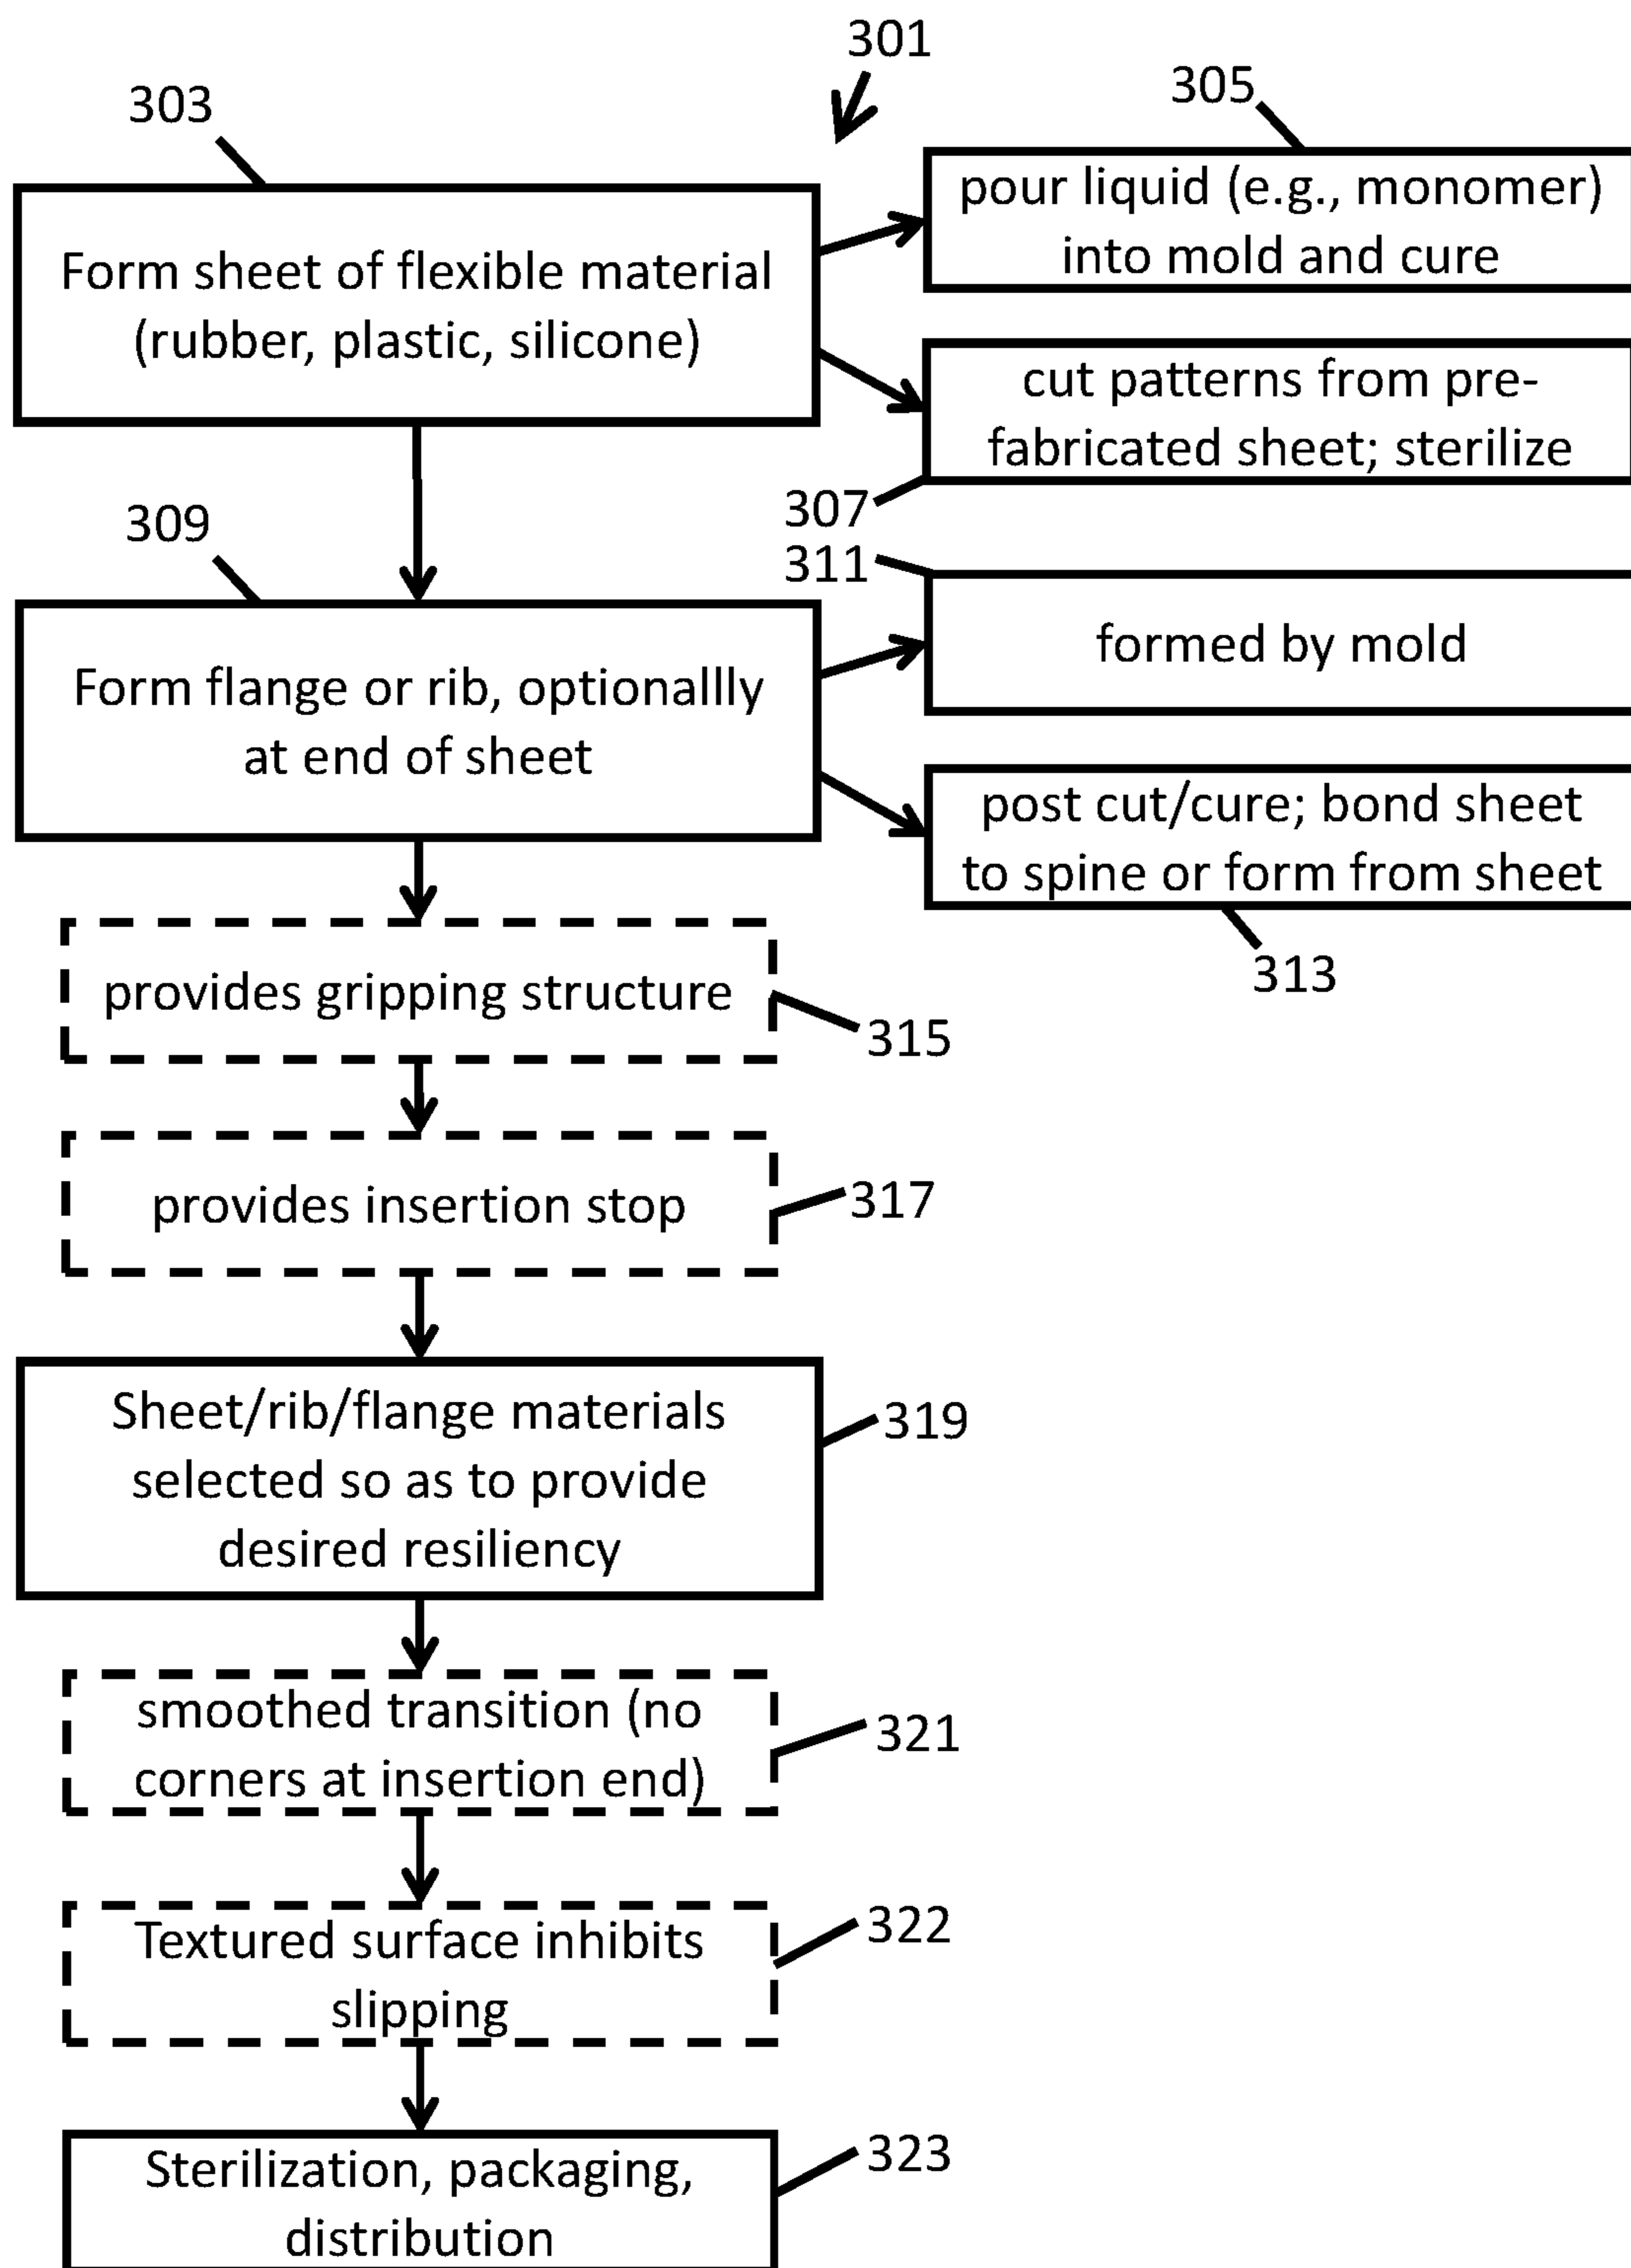 301
303
305
Form sheet of flexible material
(rubber, plastic, silicone)
pour liquid (e.g., monomer)
into mold and cure
cut patterns from pre-
fabricated sheet; sterilize
307
309
311
Form flange or rib, optionallly
at end of sheet
formed by mold
post cut/cure; bond sheet
to spine or form from sheet
313
provides gripping structure
315
provides insertion stop
317
Sheet/rib/flange materials
selected so as to provide
desired resiliency
319
smoothed transition (no
corners at insertion end)
321
Textured surface inhibits
slipping
322
Sterilization, packaging,
distribution
323